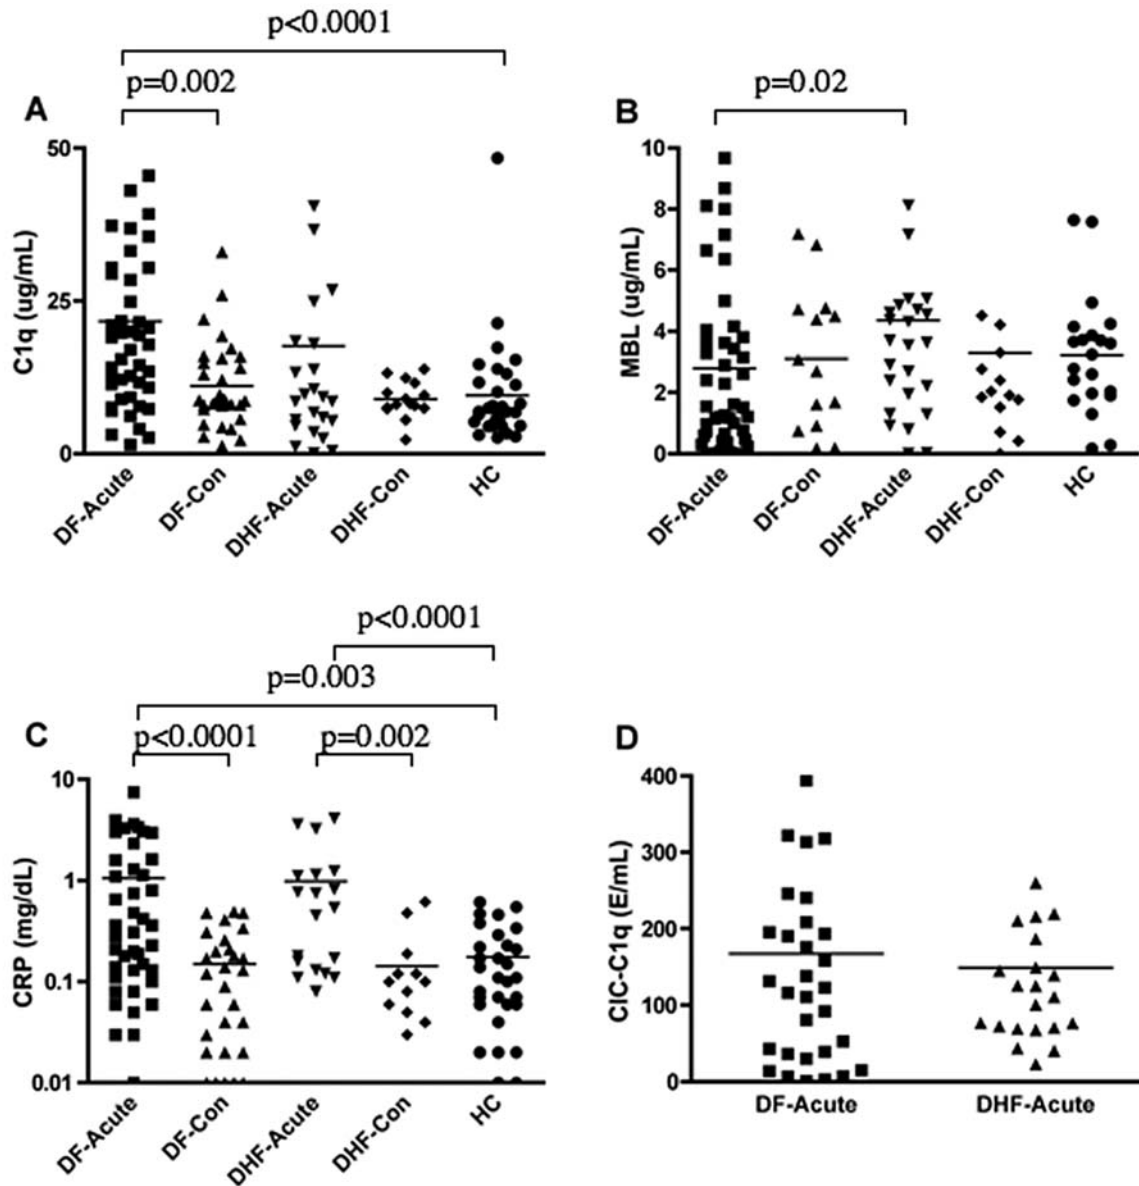 p<0.0001
p=0.002
A
50
25
0
C1q (ug/mL)
DF-Acute
DF-Con
DHF-Acute
DHF-Con
HC
p=0.02
B
10
8
6
4
2
0
MBL (ug/mL)
DF-Acute
DF-Con
DHF-Acute
DHF-Con
HC
p<0.0001
p=0.003
p<0.0001
p=0.002
C
10
1
0.1
0.01
CRP (mg/dL)
DF-Acute
DF-Con
DHF-Acute
DHF-Con
HC
D
400
300
200
100
0
CIC-C1q (E/mL)
DF-Acute
DHF-Acute